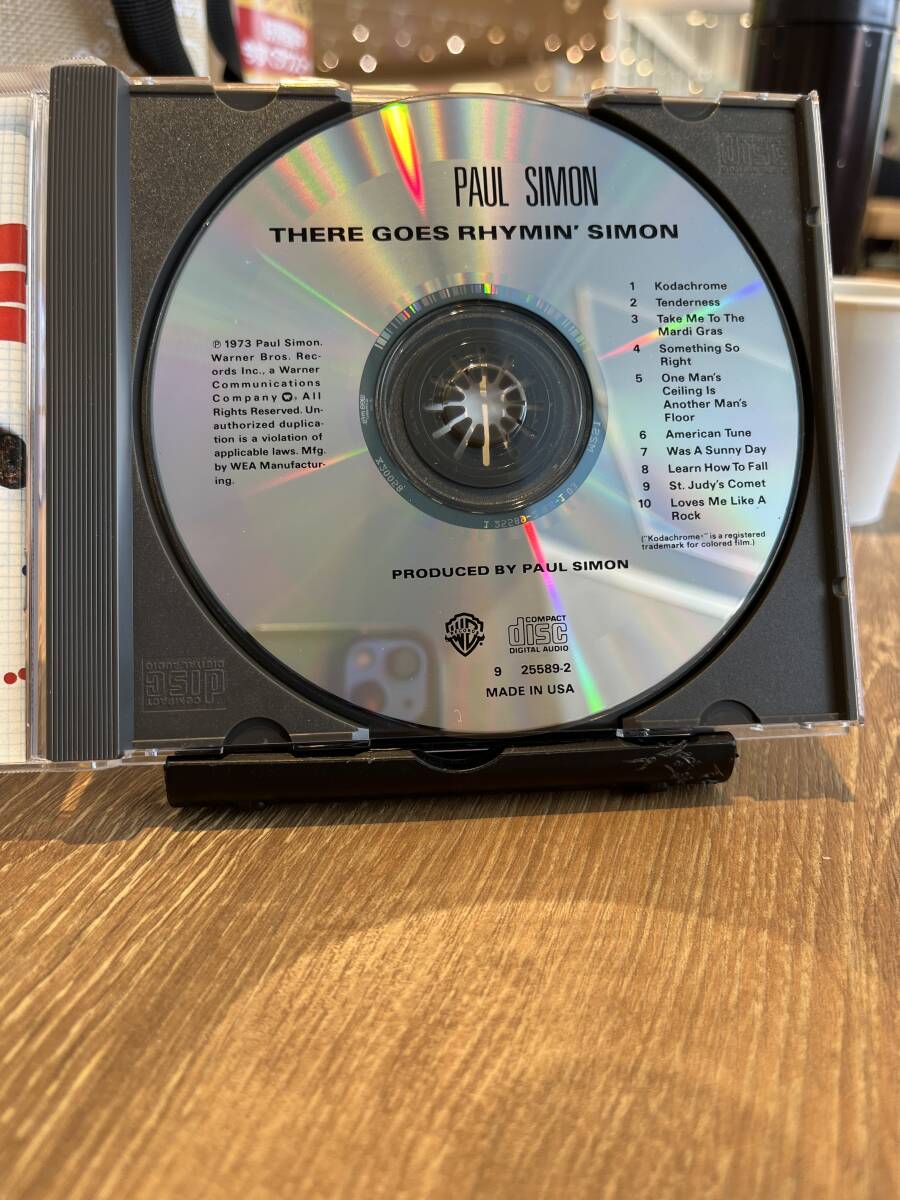 PAUL SIMON
THERE GOES RHYMIN' SIMON
℗ 1973 Paul Simon.
Warner Bros. Rec-
ords Inc., a Warner
Communications
Company. All
Rights Reserved. Un-
authorized duplica-
tion is a violation of
applicable laws. Mfg.
by WEA Manufactur-
ing.
1 Kodachrome
2 Tenderness
3 Take Me To The
Mardi Gras
4 Something So
Right
5 One Man's
Ceiling Is
Another Man's
Floor
6 American Tune
7 Was A Sunny Day
8 Learn How To Fall
9 St. Judy's Comet
10 Loves Me Like A
Rock
("Kodachrome®" is a registered
trademark for colored film.)
PRODUCED BY PAUL SIMON
COMPACT
disc
DIGITAL AUDIO
9 25589-2
MADE IN USA
COMPACT
disc
DIGITAL AUDIO